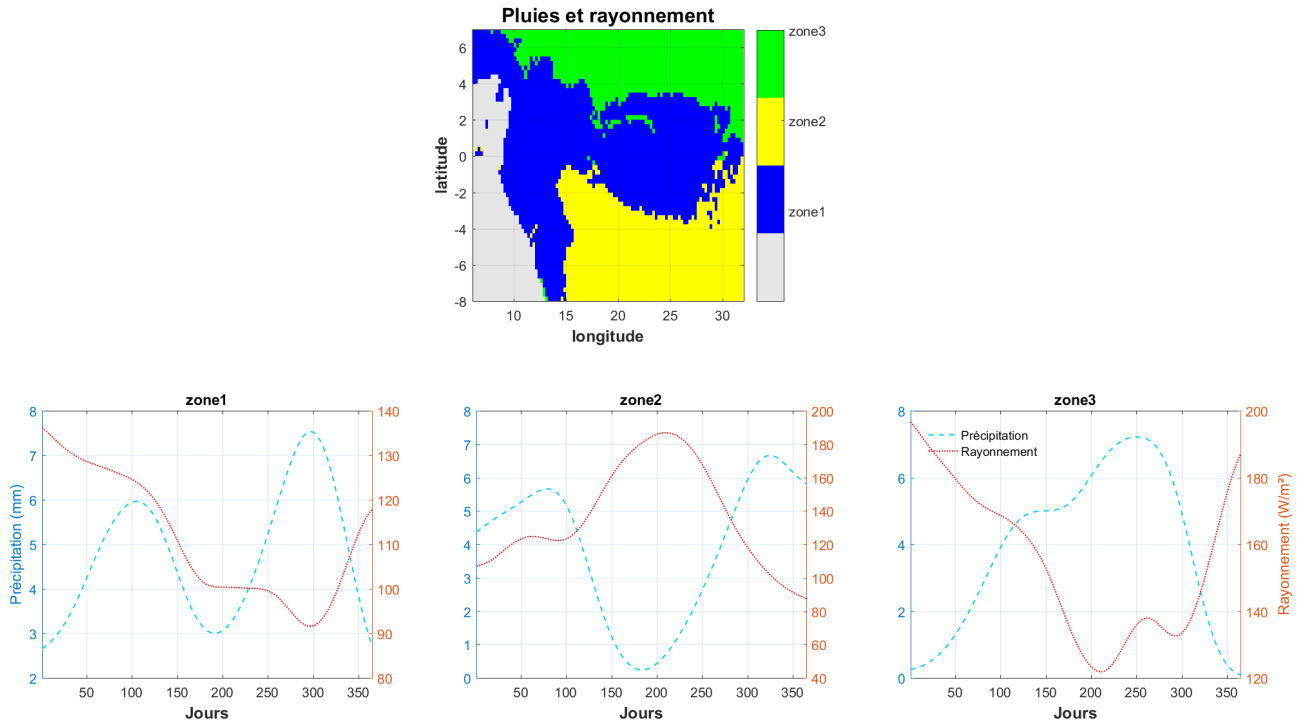 Pluies et rayonnement
6
4
2
0
-2
-4
-6
-8
latitude
10 15 20 25 30
longitude
zone3
zone2
zone1
zone1
8
7
6
5
4
3
2
Précipitation (mm)
140
130
120
110
100
90
80
50 100 150 200 250 300 350
Jours
zone2
8
7
6
5
4
3
2
1
0
200
180
160
140
120
100
80
60
40
50 100 150 200 250 300 350
Jours
zone3
Précipitation
Rayonnement
8
6
4
2
0
200
180
160
140
120
Rayonnement (W/m²)
50 100 150 200 250 300 350
Jours